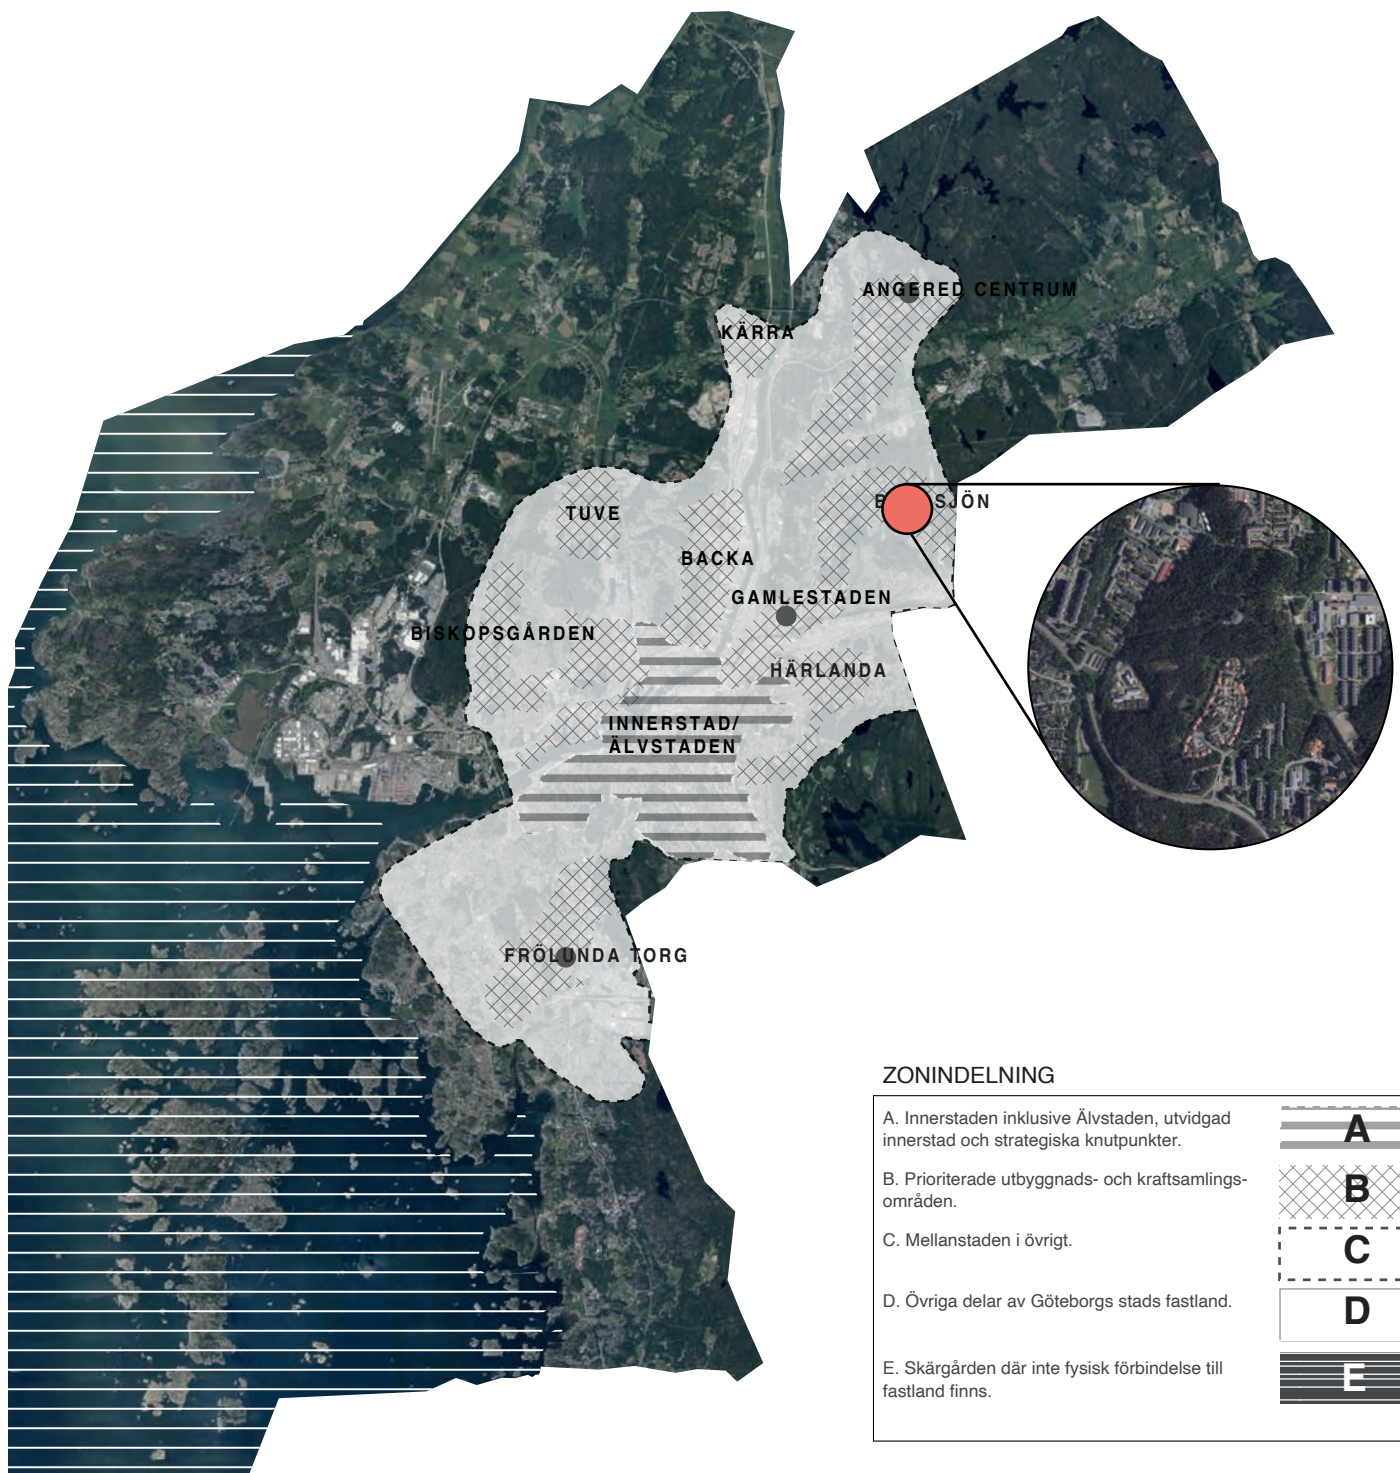 ANGERED CENTRUM
KÄRRA
SJÖN
TUVE
BACKA
GAMLESTADEN
BISKOPSGÅRDEN
HÄRLANDA
INNERSTAD/
ÄLVSTADEN
FRÖLUNDA TORG
ZONINDELNING
A. Innerstaden inklusive Älvstaden, utvidgad
innerstad och strategiska knutpunkter.
A
B. Prioriterade utbyggnads- och kraftsamlings-
områden.
B
C. Mellanstaden i övrigt.
C
D. Övriga delar av Göteborgs stads fastland.
D
E. Skärgården där inte fysisk förbindelse till
fastland finns.
E